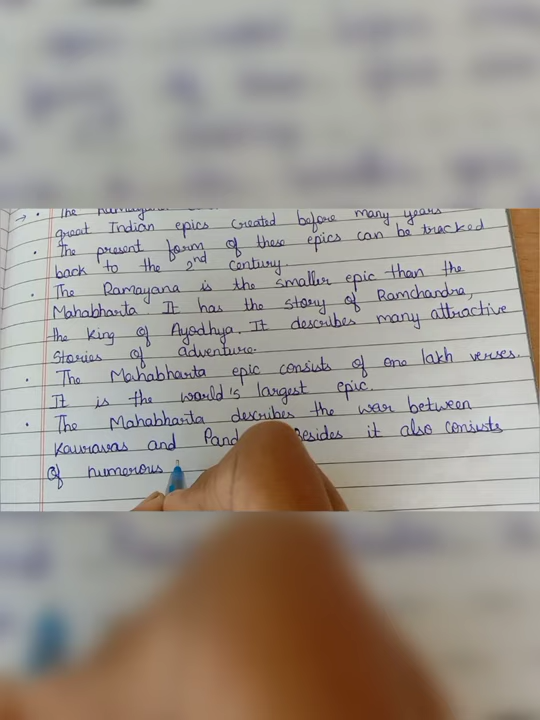 → • The Ramayana
great Indian epics created before many years
• The present form of these epics can be tracked
back to the 2nd century.
• The Ramayana is the smaller epic than the
Mahabharta. It has the story of Ramchandra,
the king of Ayodhya. It describes many attractive
stories of adventure.
• The Mahabharta epic consists of one lakh verses.
It is the world's largest epic.
• The Mahabharta describes the war between
Kauravas and Besides it also consists
of numerous